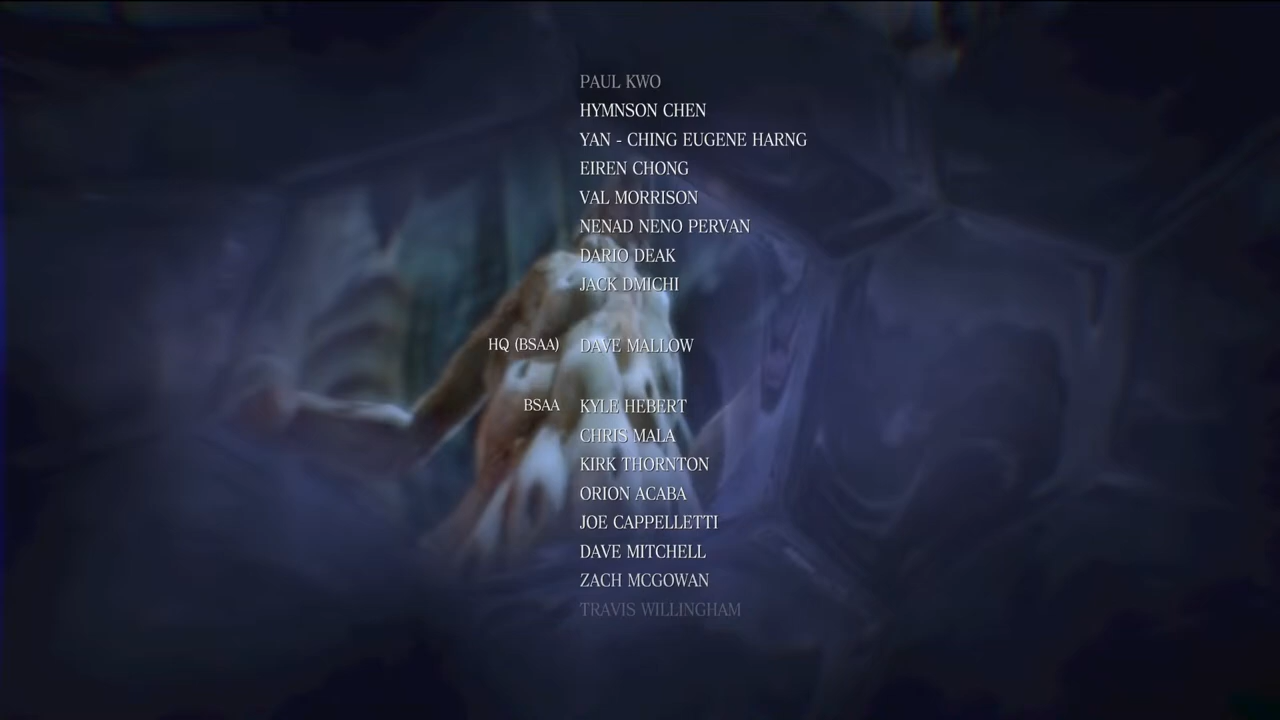 PAUL KWO
HYMNSON CHEN
YAN - CHING EUGENE HARNG
EIREN CHONG
VAL MORRISON
NENAD NENO PERVAN
DARIO DEAK
JACK DMICHI
HQ (BSAA) DAVE MALLOW
BSAA KYLE HEBERT
CHRIS MALA
KIRK THORNTON
ORION ACABA
JOE CAPPELLETTI
DAVE MITCHELL
ZACH MCGOWAN
TRAVIS WILLINGHAM